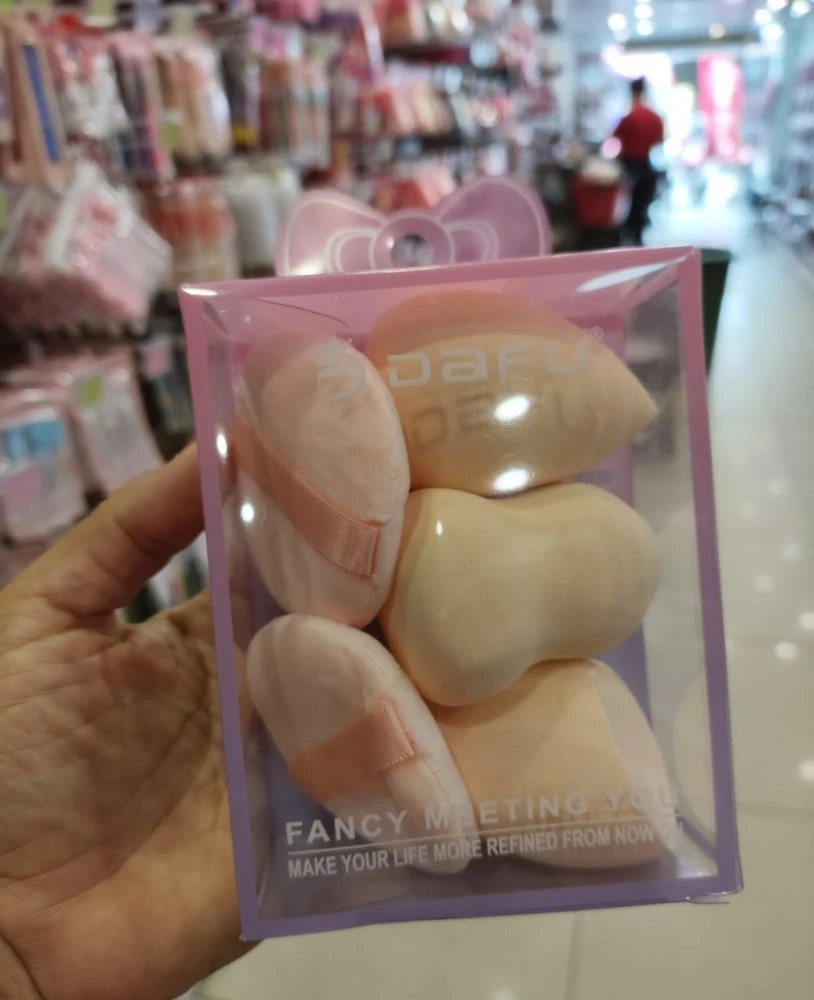 DAFU®
FANCY MEETING YOU
MAKE YOUR LIFE MORE REFINED FROM NOW ON